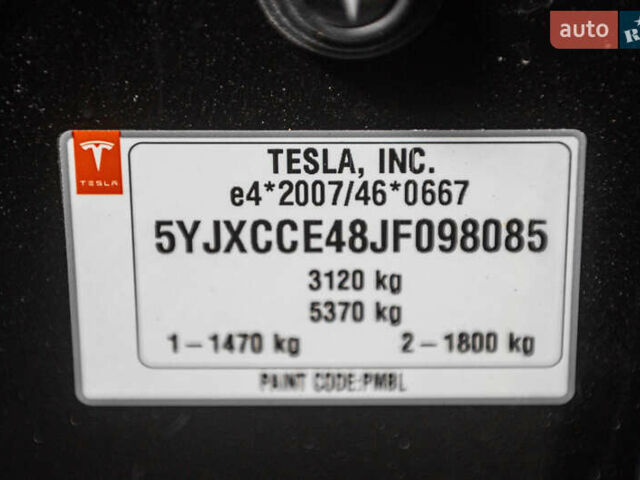 auto
R
TESLA
TESLA, INC.
e4*2007/46*0667
5YJXCCE48JF098085
3120 kg
5370 kg
1 – 1470 kg 2 – 1800 kg
PAINT CODE:PMBL